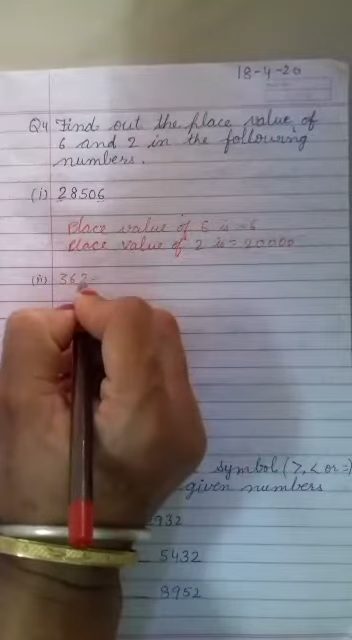 18-4-20
Q4 Find out the place value of
6 and 2 in the following
numbers.
(i) 28506
Place value of 6 is = 6
Place value of 2 is = 20000
(ii) 362
symbol (>, < or =)
given numbers
932
5432
8952